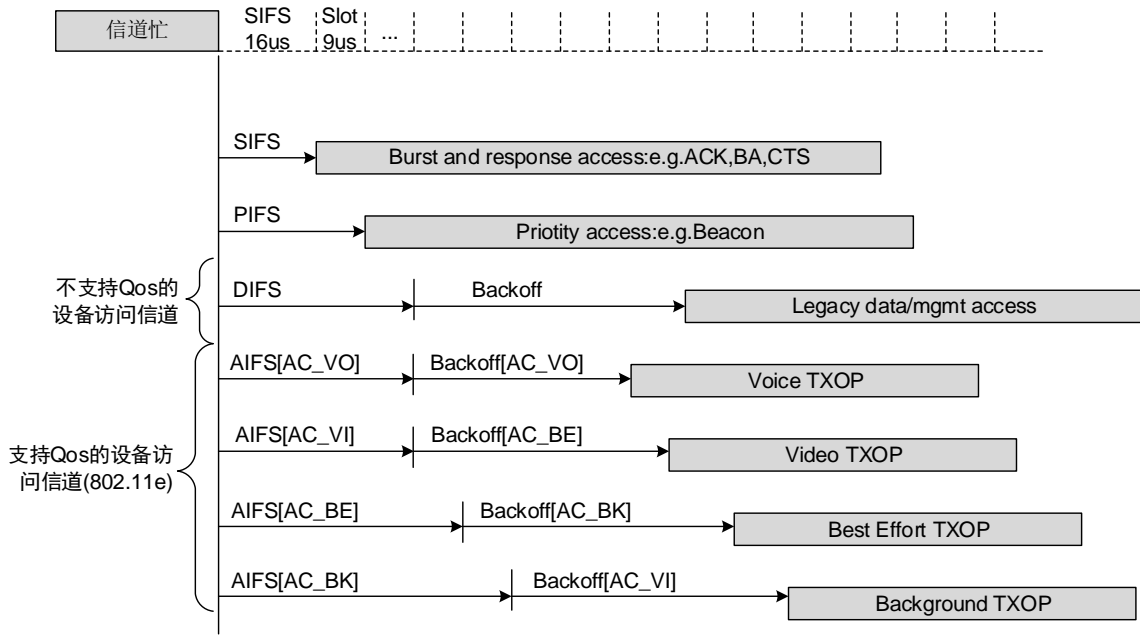 信道忙
SIFS
16us
Slot
9us
...
SIFS
Burst and response access:e.g.ACK,BA,CTS
PIFS
Priotity access:e.g.Beacon
不支持Qos的
设备访问信道
DIFS
Backoff
Legacy data/mgmt access
AIFS[AC_VO]
Backoff[AC_VO]
Voice TXOP
支持Qos的设备访
问信道(802.11e)
AIFS[AC_VI]
Backoff[AC_BE]
Video TXOP
AIFS[AC_BE]
Backoff[AC_BK]
Best Effort TXOP
AIFS[AC_BK]
Backoff[AC_VI]
Background TXOP